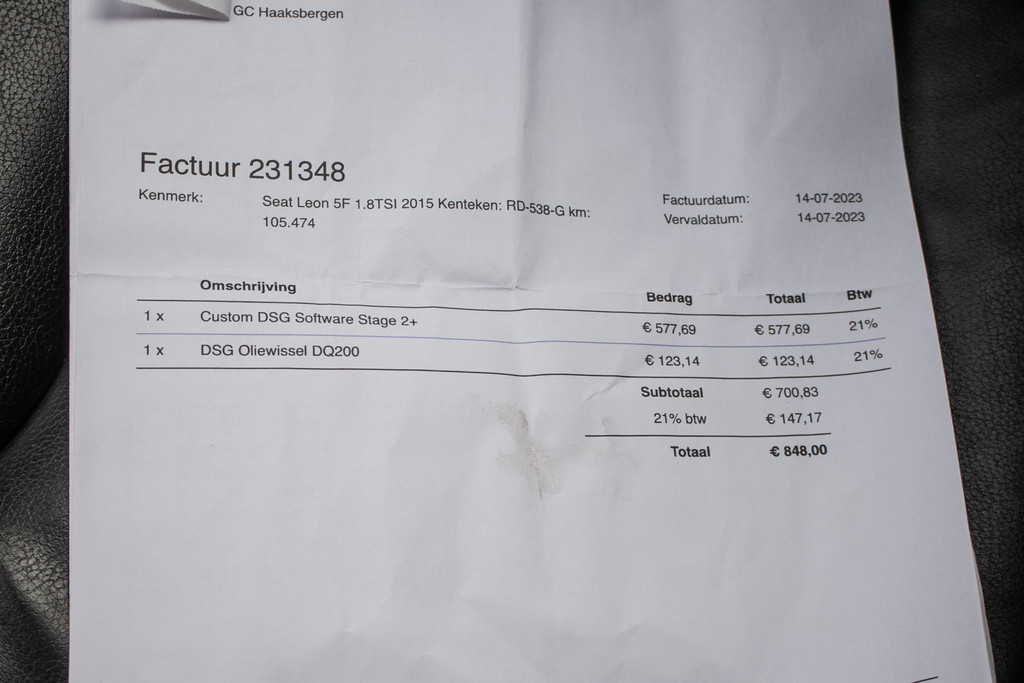 GC Haaksbergen
Factuur 231348
Kenmerk: Seat Leon 5F 1.8TSI 2015 Kenteken: RD-538-G km: Factuurdatum: 14-07-2023
105.474 Vervaldatum: 14-07-2023
Omschrijving Bedrag Totaal Btw
1 x Custom DSG Software Stage 2+ € 577,69 € 577,69 21%
1 x DSG Oliewissel DQ200 € 123,14 € 123,14 21%
Subtotaal € 700,83
21% btw € 147,17
Totaal € 848,00